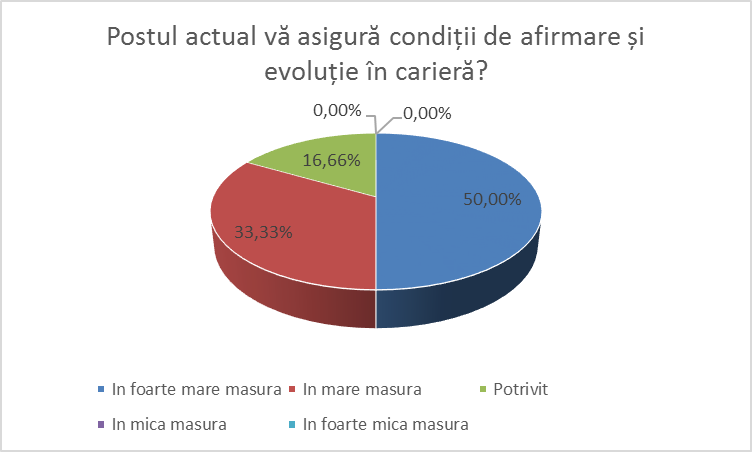 Postul actual vă asigură condiții de afirmare și
evoluție în carieră?
0,00%
0,00%
16,66%
50,00%
33,33%
In foarte mare masura
In mare masura
Potrivit
In mica masura
In foarte mica masura